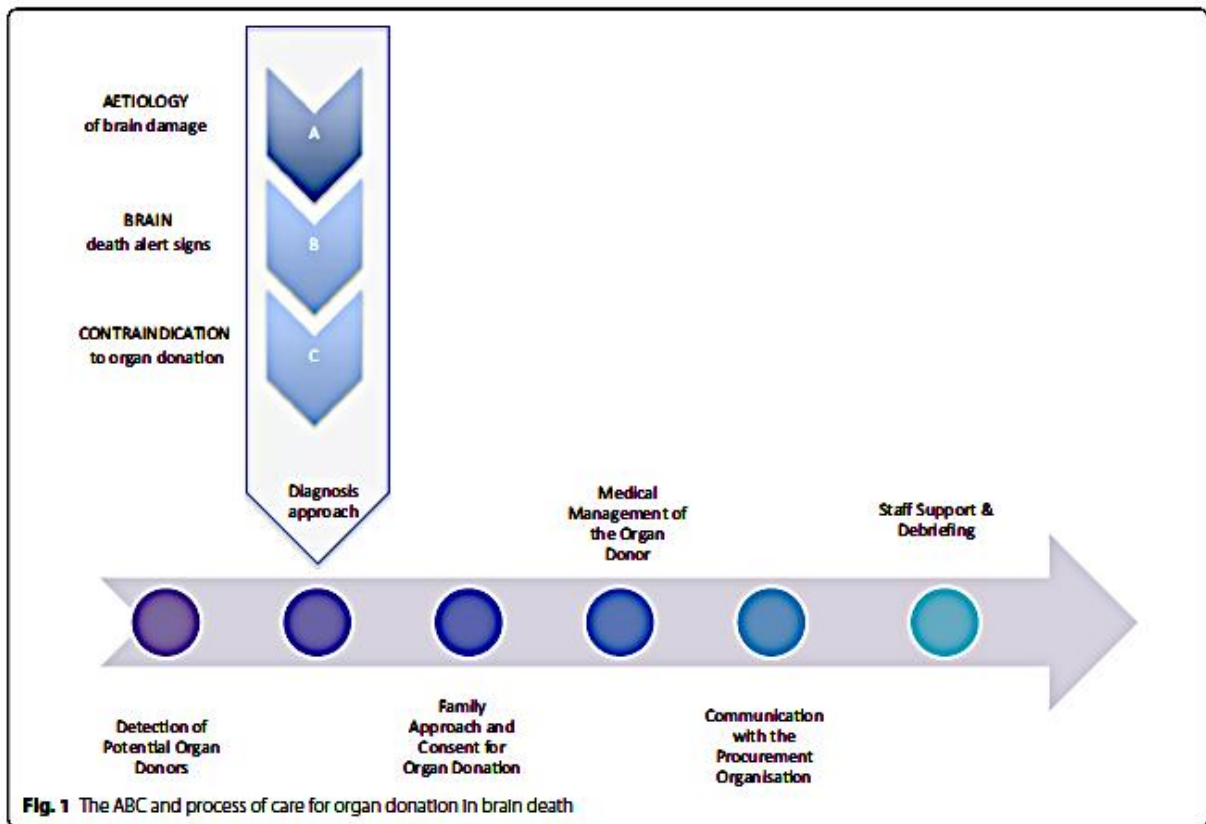 AETIOLOGY
of brain damage
A
BRAIN
death alert signs
B
CONTRAINDICATION
to organ donation
C
Diagnosis
approach
Medical
Management of
the Organ
Donor
Staff Support &
Debriefing
Detection of
Potential Organ
Donors
Family
Approach and
Consent for
Organ Donation
Communication
with the
Procurement
Organisation
Fig. 1 The ABC and process of care for organ donation in brain death